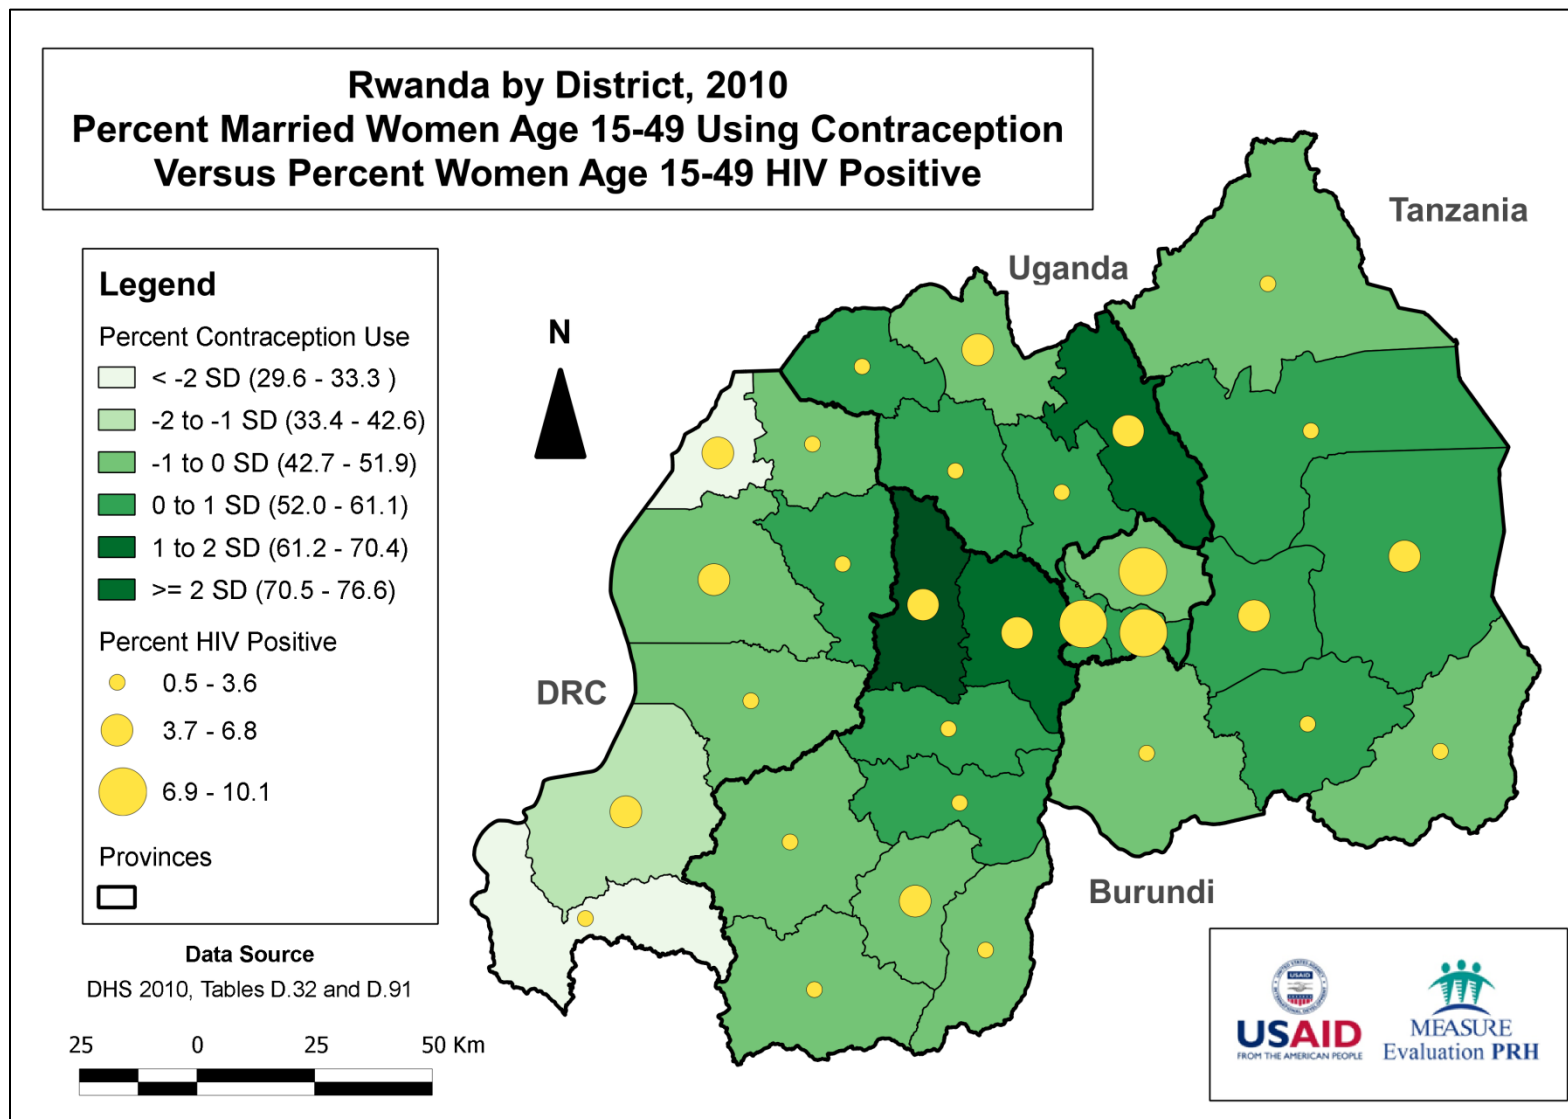 Rwanda by District, 2010
Percent Married Women Age 15-49 Using Contraception
Versus Percent Women Age 15-49 HIV Positive
Tanzania
Uganda
Legend
Percent Contraception Use
< -2 SD (29.6 - 33.3 )
-2 to -1 SD (33.4 - 42.6)
-1 to 0 SD (42.7 - 51.9)
0 to 1 SD (52.0 - 61.1)
1 to 2 SD (61.2 - 70.4)
>= 2 SD (70.5 - 76.6)
Percent HIV Positive
0.5 - 3.6
3.7 - 6.8
6.9 - 10.1
Provinces
N
DRC
Burundi
Data Source
DHS 2010, Tables D.32 and D.91
25 0 25 50 Km
USAID
USAID
FROM THE AMERICAN PEOPLE
MEASURE
Evaluation PRH